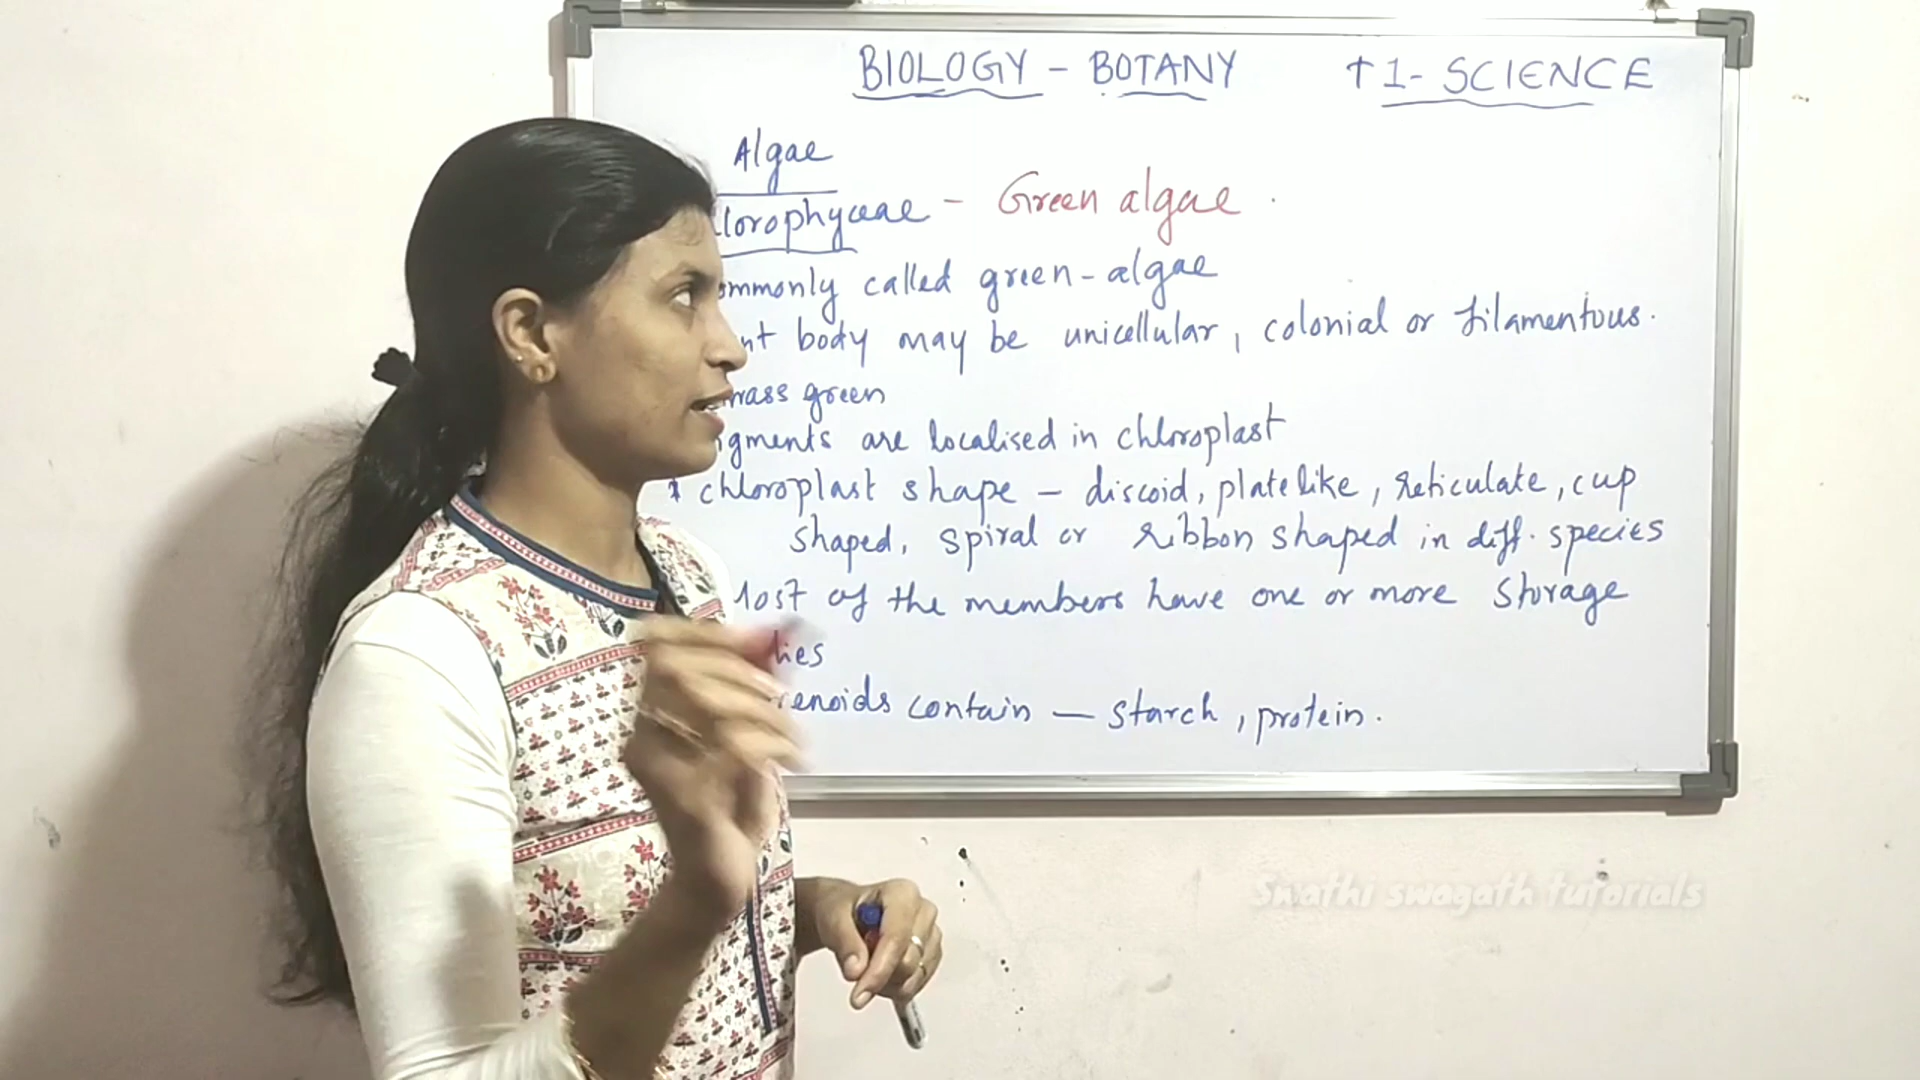 BIOLOGY - BOTANY +1- SCIENCE
Algae
lorophyceae - Green algae
ommonly called green-algae
nt body may be unicellular, colonial or filamentous.
rass green
gments are localised in chloroplast
* chloroplast shape - discoid, platelike, reticulate, cup
shaped, spiral or ribbon shaped in diff. species
Most of the members have one or more storage
dies
renoids contain - starch, protein.
Swathi swagath tutorials